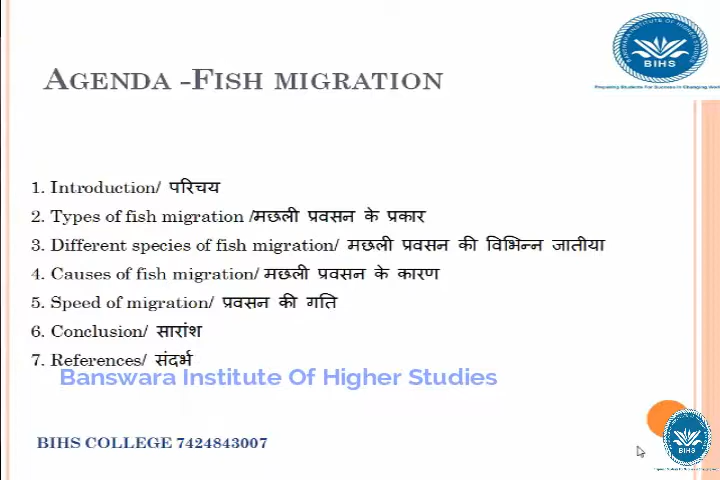 AGENDA -FISH MIGRATION
BIHS
1. Introduction/ परिचय
2. Types of fish migration /मछली प्रवसन के प्रकार
3. Different species of fish migration/ मछली प्रवसन की विभिन्न जातीया
4. Causes of fish migration/ मछली प्रवसन के कारण
5. Speed of migration/ प्रवसन की गति
6. Conclusion/ सारांश
7. References/ संदर्भ
Banswara Institute Of Higher Studies
BIHS COLLEGE 7424843007
BIHS